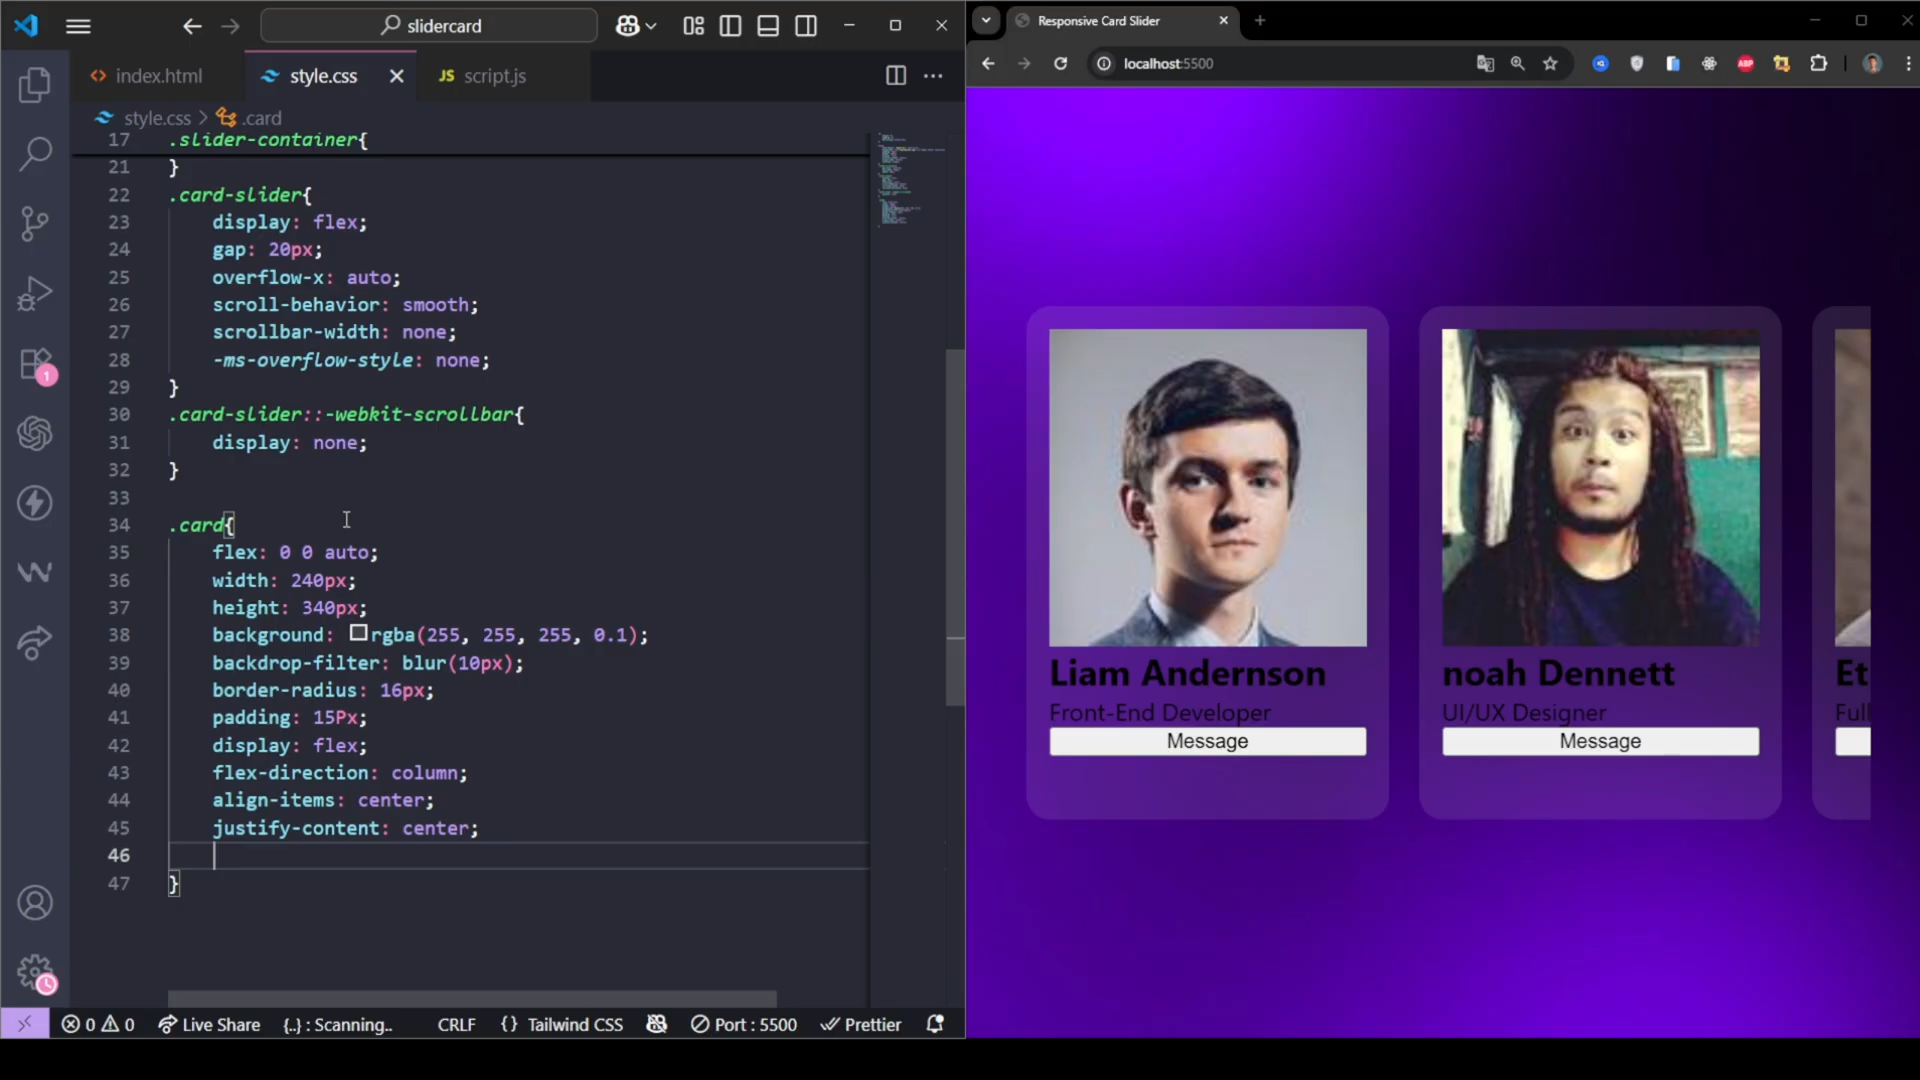 slidercard
index.html
style.css
JS script.js
style.css > .card
17 .slider-container{
21 }
22 .card-slider{
23 display: flex;
24 gap: 20px;
25 overflow-x: auto;
26 scroll-behavior: smooth;
27 scrollbar-width: none;
28 -ms-overflow-style: none;
29 }
30 .card-slider::-webkit-scrollbar{
31 display: none;
32 }
33
34 .card{
35 flex: 0 0 auto;
36 width: 240px;
37 height: 340px;
38 background: rgba(255, 255, 255, 0.1);
39 backdrop-filter: blur(10px);
40 border-radius: 16px;
41 padding: 15Px;
42 display: flex;
43 flex-direction: column;
44 align-items: center;
45 justify-content: center;
46
47 }
1
0 0 Live Share {..} : Scanning.. CRLF {} Tailwind CSS Port : 5500 Prettier
Responsive Card Slider
localhost:5500
ABP
Liam Andernson
Front-End Developer
Message
noah Dennett
UI/UX Designer
Message
Et
Full